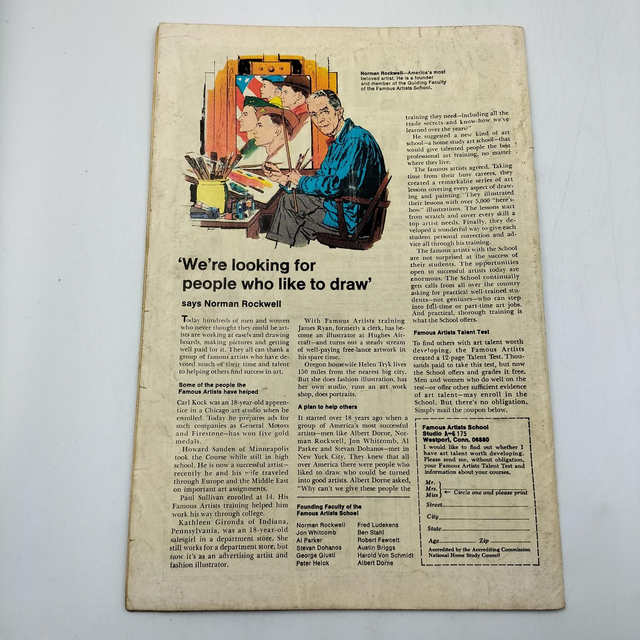 Norman Rockwell—America's most
beloved artist. He is a founder
and member of the Guiding Faculty
of the Famous Artists School.
'We're looking for
people who like to draw'
says Norman Rockwell
Today hundreds of men and women
who never thought they could be art-
ists are working at easels and drawing
boards, making pictures and getting
well paid for it. They all can thank a
group of famous artists who have de-
voted much of their time and talent
to helping others find success in art.
Some of the people the
Famous Artists have helped
Carl Kock was an 18-year-old appren-
tice in a Chicago art studio when he
enrolled. Today he prepares ads for
such companies as General Motors
and Firestone—has won five gold
medals.
Howard Sanden of Minneapolis
took the Course while still in high
school. He is now a successful artist—
recently he and his wife traveled
through Europe and the Middle East
on important art assignments.
Paul Sullivan enrolled at 14. His
Famous Artists training helped him
work his way through college.
Kathleen Gironda of Indiana,
Pennsylvania, was an 18-year-old
salesgirl in a department store. She
still works for a department store, but
now it's as an advertising artist and
fashion illustrator.
With Famous Artists training
James Ryan, formerly a clerk, has be-
come an illustrator at Hughes Air-
craft—and turns out a steady stream
of well-paying free-lance artwork in
his spare time.
Oregon housewife Helen Tryk lives
150 miles from the nearest big city.
But she does fashion illustration, has
her own studio, runs an art work
shop, does portraits.
A plan to help others
It started over 18 years ago when a
group of America's most successful
artists—men like Albert Dorne, Nor-
man Rockwell, Jon Whitcomb, Al
Parker and Stevan Dohanos—met in
New York City. They knew that all
over America there were people who
liked to draw who could be turned
into good artists. Albert Dorne asked,
"Why can't we give these people the
Founding Faculty of the
Famous Artists School
Norman Rockwell
Jon Whitcomb
Al Parker
Stevan Dohanos
George Giusti
Peter Helck
Fred Ludekens
Ben Stahl
Robert Fawcett
Austin Briggs
Harold Von Schmidt
Albert Dorne
training they need—including all the
trade secrets and know-how we've
learned over the years?"
He suggested a new kind of art
school—a home study art school—that
would give talented people the best
professional art training, no matter
where they live.
The famous artists agreed. Taking
time from their busy careers, they
created a remarkable series of art
lessons covering every aspect of draw-
ing and painting. They illustrated
their lessons with over 5,000 "here's-
how" illustrations. The lessons start
from scratch and cover every skill a
top artist needs. Finally, they de-
veloped a wonderful way to give each
student personal correction and ad-
vice all through his training.
The famous artists with the School
are not surprised at the success of
their students. The opportunities
open to successful artists today are
enormous. The School continually
gets calls from all over the country
asking for practical well-trained stu-
dents—not geniuses—who can step
into full-time or part-time art jobs.
And, practical, thorough training is
what the School offers.
Famous Artists Talent Test
To find others with art talent worth
developing, the Famous Artists
created a 12-page Talent Test. Thou-
sands paid to take this test, but now
the School offers and grades it free.
Men and women who do well on the
test—or offer other sufficient evidence
of art talent—may enroll in the
School. But there's no obligation.
Simply mail the coupon below.
Famous Artists School
Studio A-6175
Westport, Conn. 06880
I would like to find out whether I
have art talent worth developing.
Please send me, without obligation,
your Famous Artists Talent Test and
information about your courses.
Mr.
Mrs.
Miss
Circle one and please print
Street
City
State
Age Zip
Accredited by the Accrediting Commission
National Home Study Council